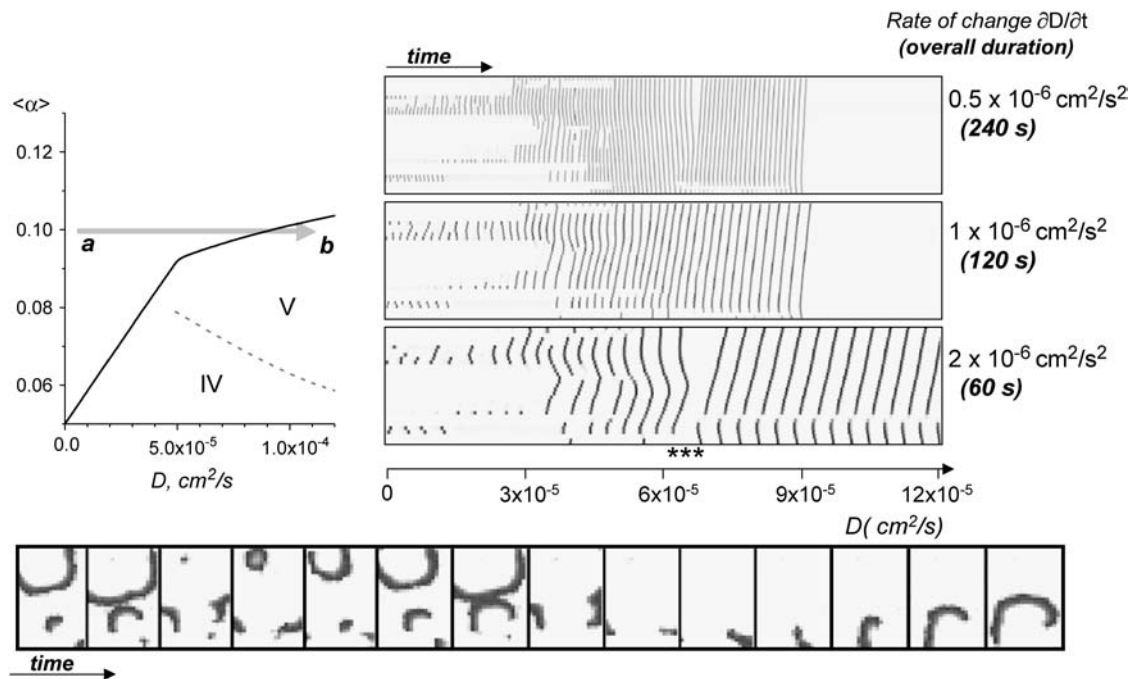 Rate of change ∂D/∂t
(overall duration)
time
<α>
0.12
0.10
0.08
0.06
a
b
V
IV
0.0
5.0x10⁻⁵
1.0x10⁻⁴
D, cm²/s
0.5 x 10⁻⁶ cm²/s²
(240 s)
1 x 10⁻⁶ cm²/s²
(120 s)
2 x 10⁻⁶ cm²/s²
(60 s)
***
0
3x10⁻⁵
6x10⁻⁵
9x10⁻⁵
12x10⁻⁵
D( cm²/s)
time